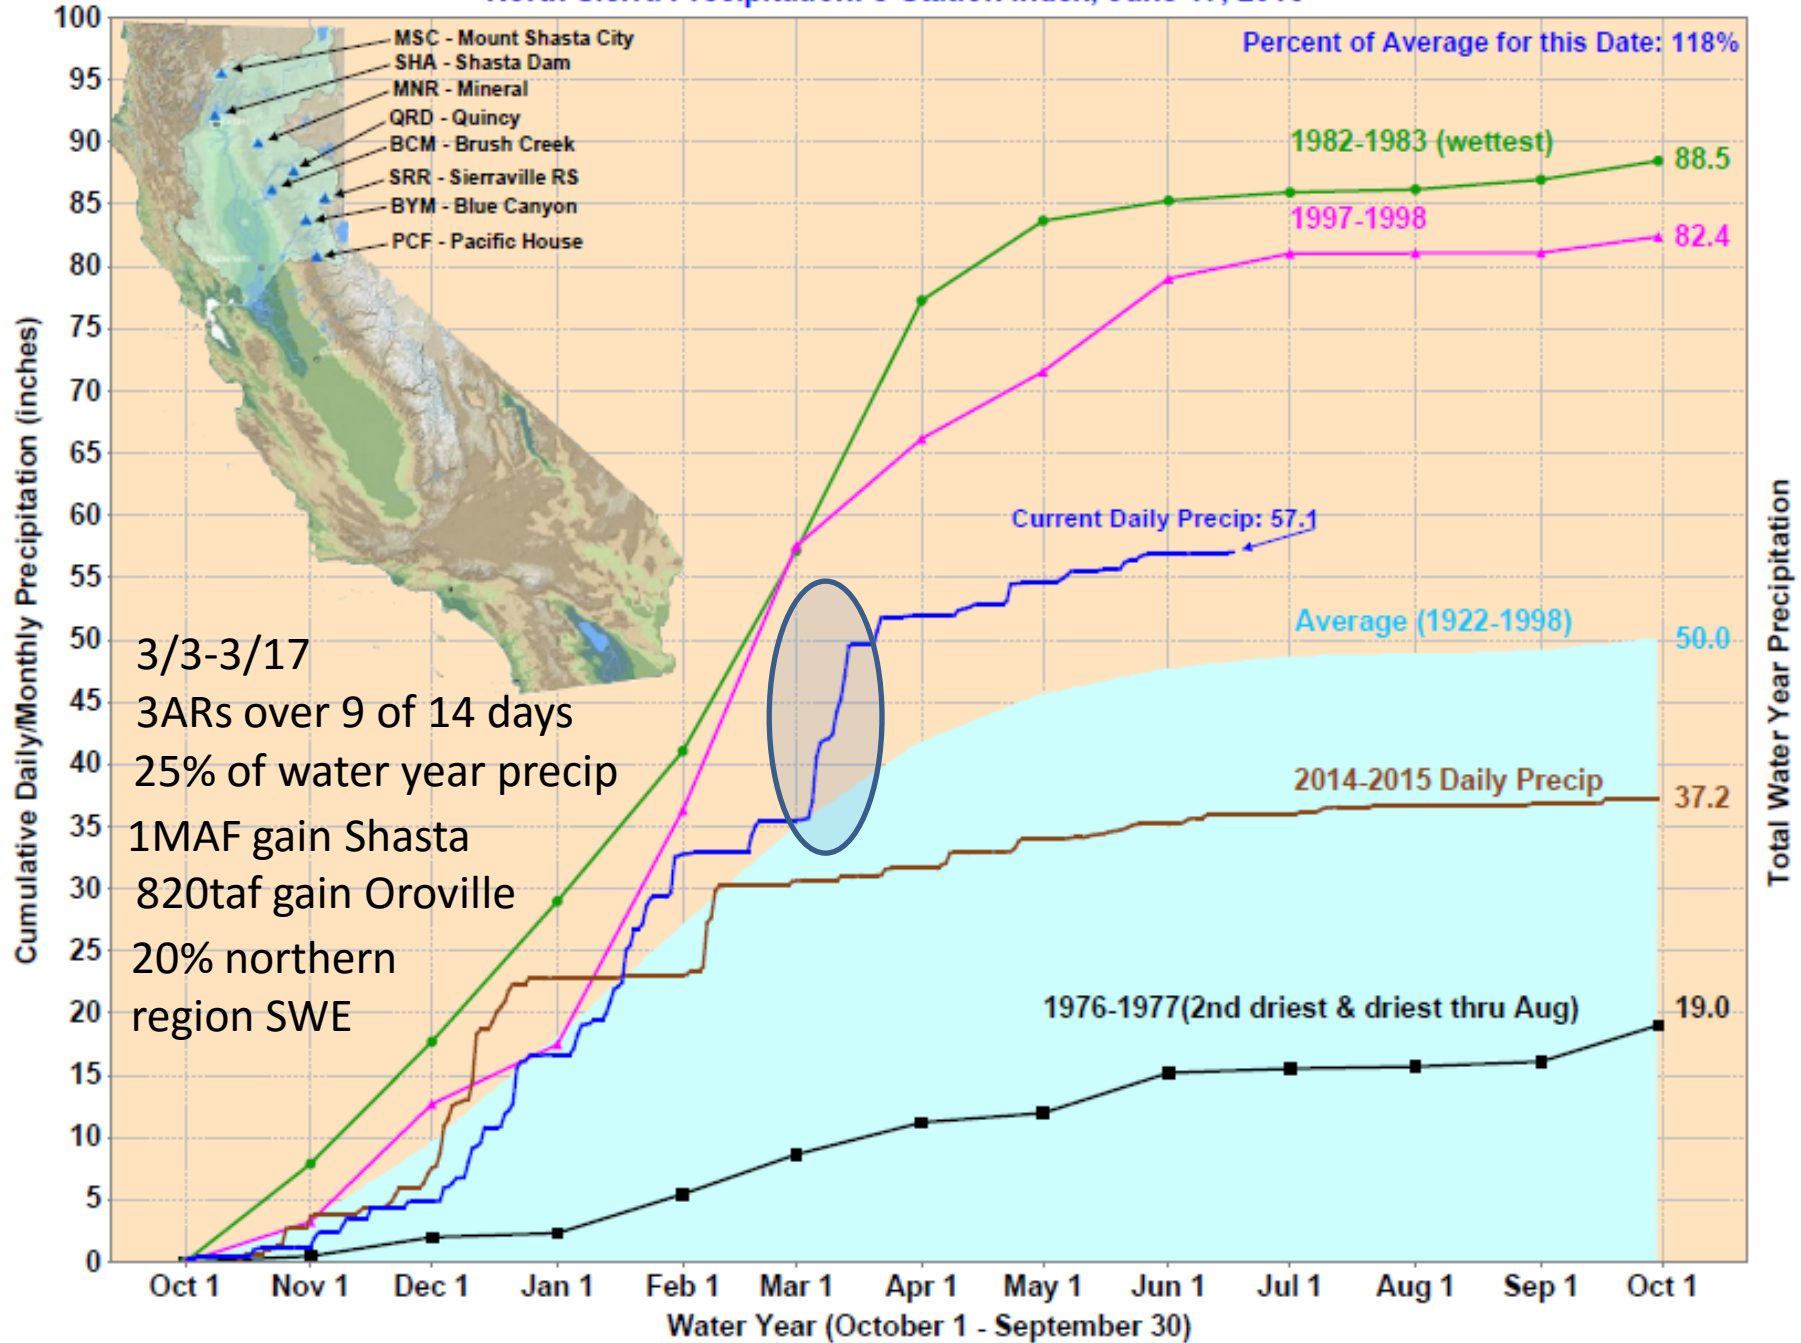 Percent of Average for this Date: 118%
MSC - Mount Shasta City
SHA - Shasta Dam
MNR - Mineral
QRD - Quincy
BCM - Brush Creek
SRR - Sierraville RS
BYM - Blue Canyon
PCF - Pacific House
1982-1983 (wettest)
88.5
1997-1998
82.4
Current Daily Precip: 57.1
Average (1922-1998)
50.0
2014-2015 Daily Precip
37.2
1976-1977(2nd driest & driest thru Aug)
19.0
3/3-3/17
3ARs over 9 of 14 days
25% of water year precip
1MAF gain Shasta
820taf gain Oroville
20% northern
region SWE
Cumulative Daily/Monthly Precipitation (inches)
100
95
90
85
80
75
70
65
60
55
50
45
40
35
30
25
20
15
10
5
0
Total Water Year Precipitation
Oct 1 Nov 1 Dec 1 Jan 1 Feb 1 Mar 1 Apr 1 May 1 Jun 1 Jul 1 Aug 1 Sep 1 Oct 1
Water Year (October 1 - September 30)